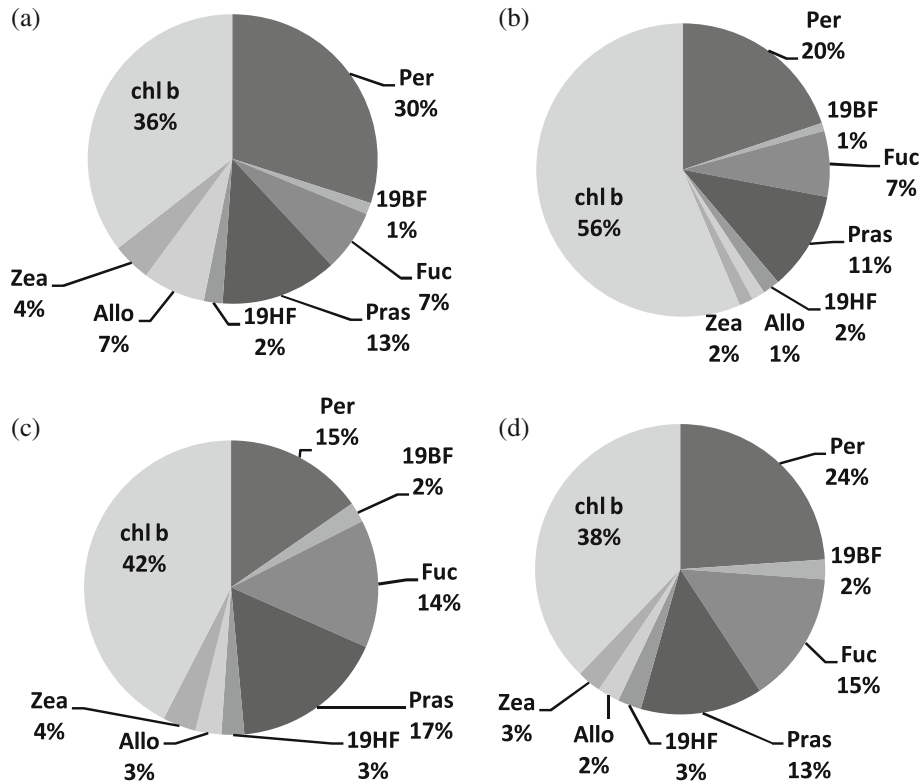 (a)
Per
30%
19BF
1%
Fuc
7%
Pras
13%
19HF
2%
Allo
7%
Zea
4%
chl b
36%
(b)
Per
20%
19BF
1%
Fuc
7%
Pras
11%
19HF
2%
Allo
1%
Zea
2%
chl b
56%
(c)
Per
15%
19BF
2%
Fuc
14%
Pras
17%
19HF
3%
Allo
3%
Zea
4%
chl b
42%
(d)
Per
24%
19BF
2%
Fuc
15%
Pras
13%
19HF
3%
Allo
2%
Zea
3%
chl b
38%